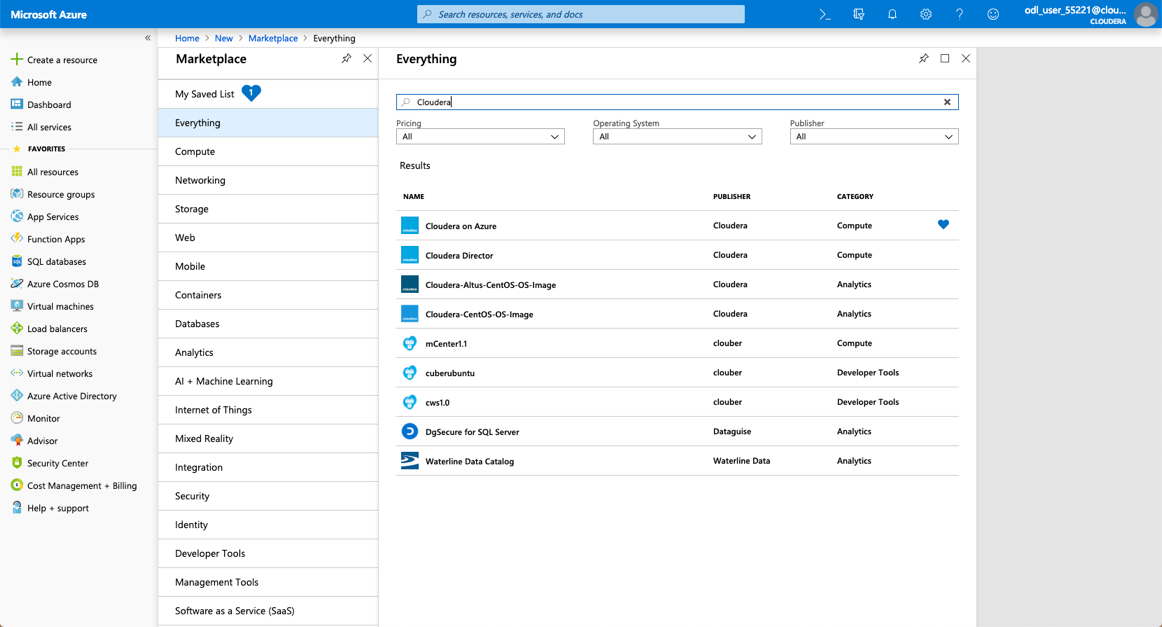 Microsoft Azure
Search resources, services, and docs
odl_user_55221@clou...
CLOUDERA
Create a resource
Home
Dashboard
All services
FAVORITES
All resources
Resource groups
App Services
Function Apps
SQL databases
Azure Cosmos DB
Virtual machines
Load balancers
Storage accounts
Virtual networks
Azure Active Directory
Monitor
Advisor
Security Center
Cost Management + Billing
Help + support
Home > New > Marketplace > Everything
Marketplace
My Saved List 1
Everything
Compute
Networking
Storage
Web
Mobile
Containers
Databases
Analytics
AI + Machine Learning
Internet of Things
Mixed Reality
Integration
Security
Identity
Developer Tools
Management Tools
Software as a Service (SaaS)
Everything
Cloudera
Pricing Operating System Publisher
All All All
Results
NAME PUBLISHER CATEGORY
Cloudera on Azure Cloudera Compute
Cloudera Director Cloudera Compute
Cloudera-Altus-CentOS-OS-Image Cloudera Analytics
Cloudera-CentOS-OS-Image Cloudera Analytics
mCenter1.1 clouber Compute
cuberubuntu clouber Developer Tools
cws1.0 clouber Developer Tools
DgSecure for SQL Server Dataguise Analytics
Waterline Data Catalog Waterline Data Analytics